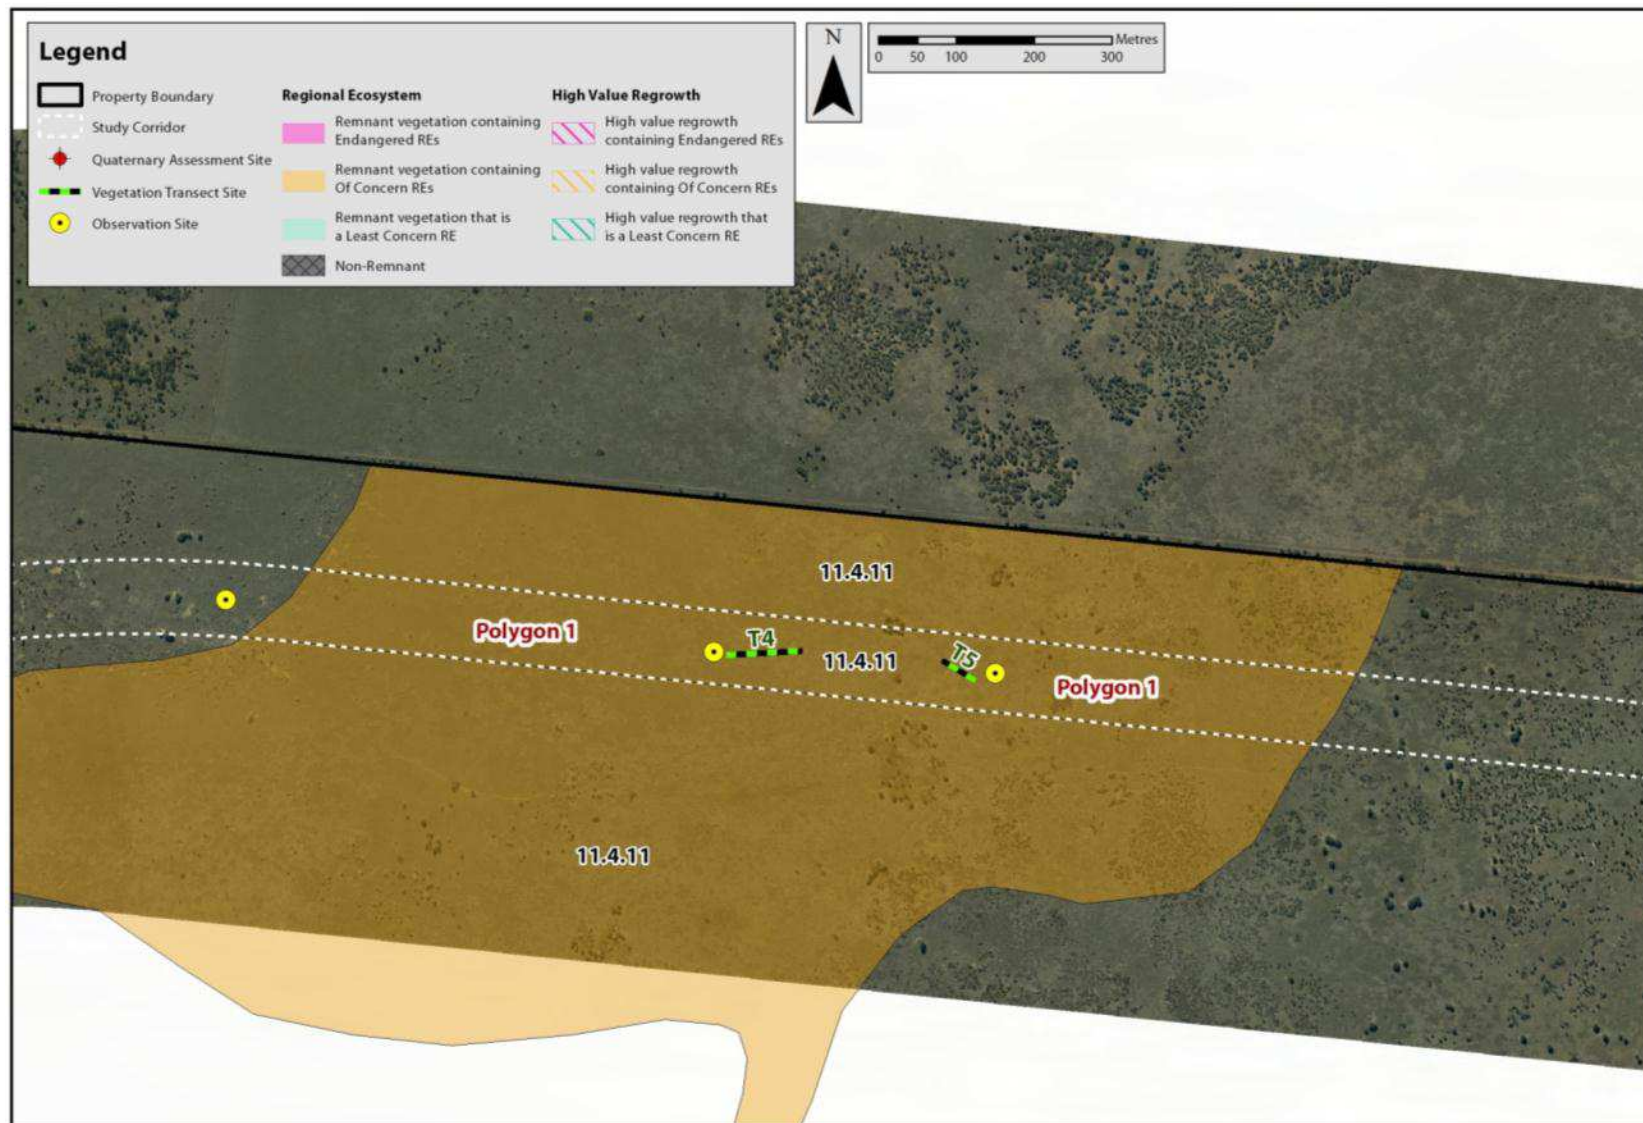 Legend
Property Boundary
Study Corridor
Quaternary Assessment Site
Vegetation Transect Site
Observation Site
Regional Ecosystem
Remnant vegetation containing
Endangered REs
Remnant vegetation containing
Of Concern REs
Remnant vegetation that is
a Least Concern RE
Non-Remnant
High Value Regrowth
High value regrowth
containing Endangered REs
High value regrowth
containing Of Concern REs
High value regrowth that
is a Least Concern RE
N
Metres
0 50 100 200 300
11.4.11
Polygon 1
T4
11.4.11
T5
Polygon 1
11.4.11